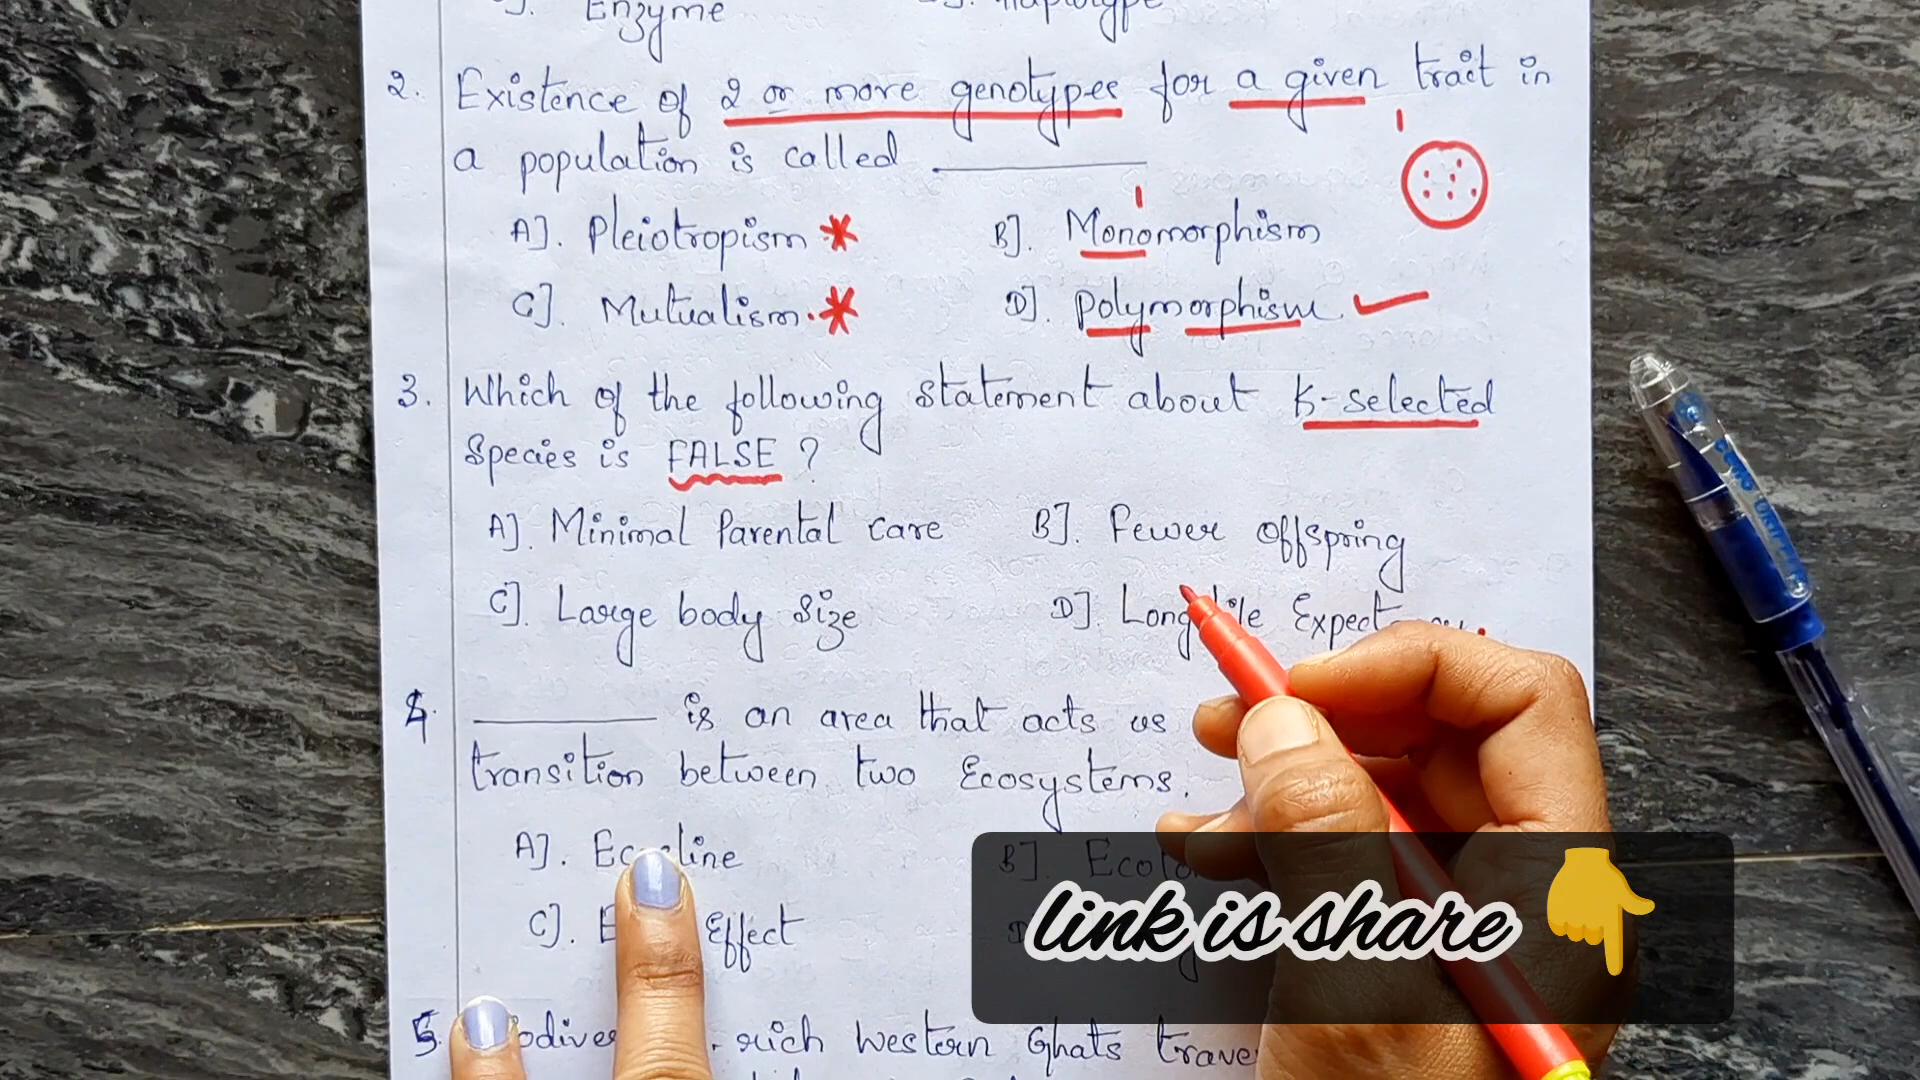 Enzyme
2. Existence of 2 or more genotypes for a given trait in
a population is called ________
A]. Pleiotropism B]. Monomorphism
C]. Mutualism. D]. Polymorphism.
3. Which of the following statement about K-selected
Species is FALSE ?
A]. Minimal Parental care B]. Fewer offspring
C]. Large body Size D]. Long
4. ________ is an area that acts as
transition between two Ecosystems.
A]. B].
C]. Effect
link is share 👇
5. rich Western Ghats